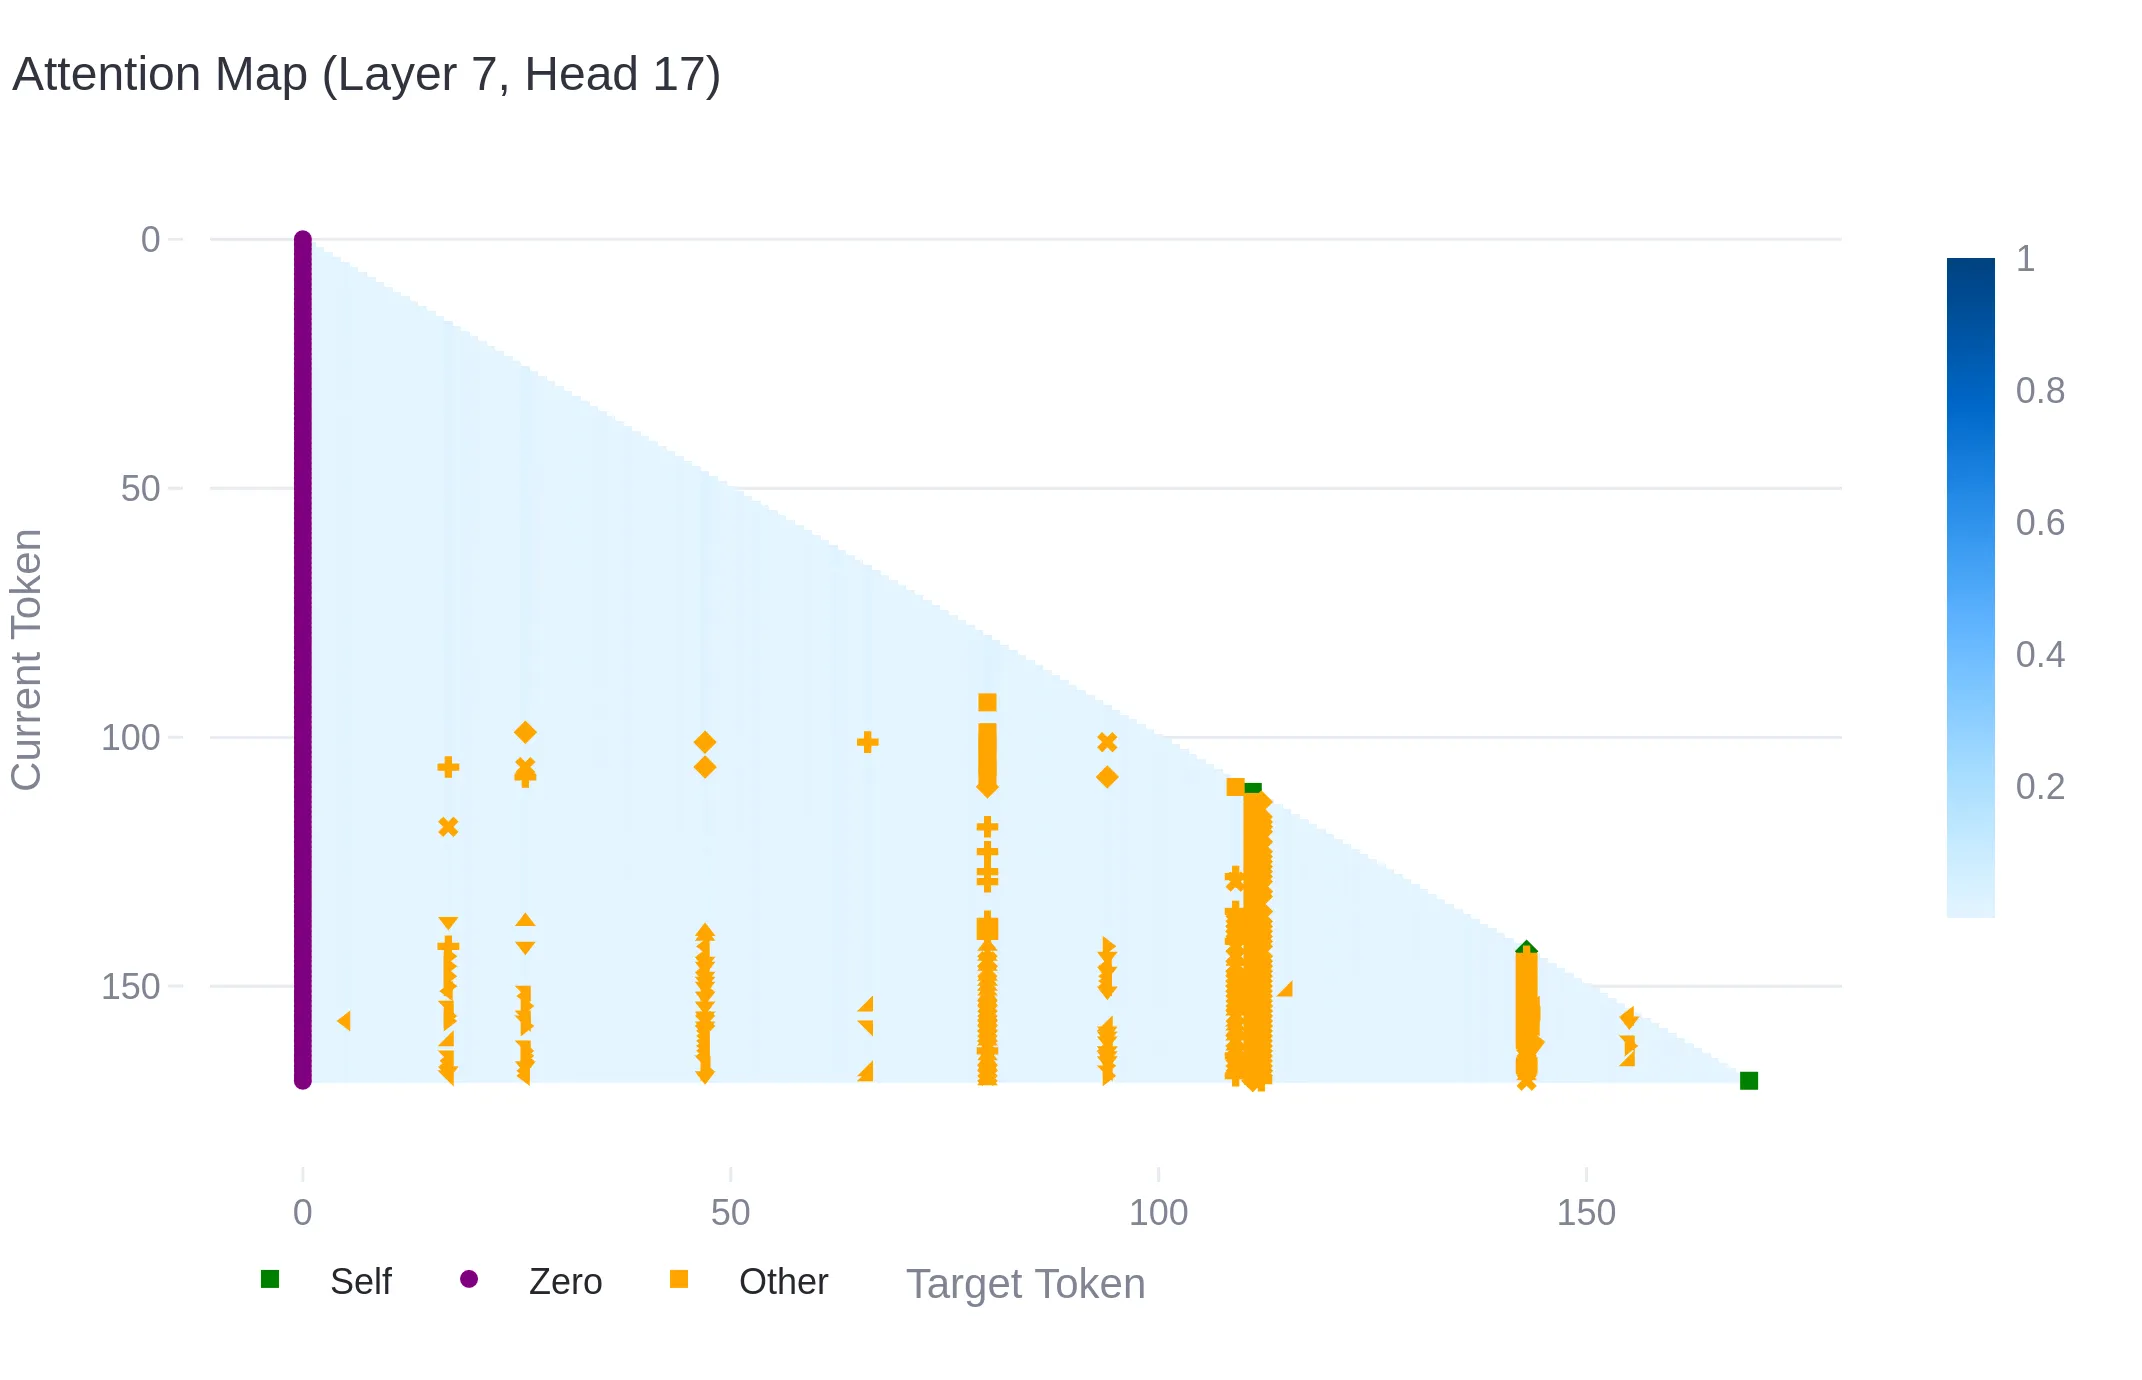 Attention Map (Layer 7, Head 17)
Current Token
0
50
100
150
0
50
100
150
Target Token
Self
Zero
Other
1
0.8
0.6
0.4
0.2